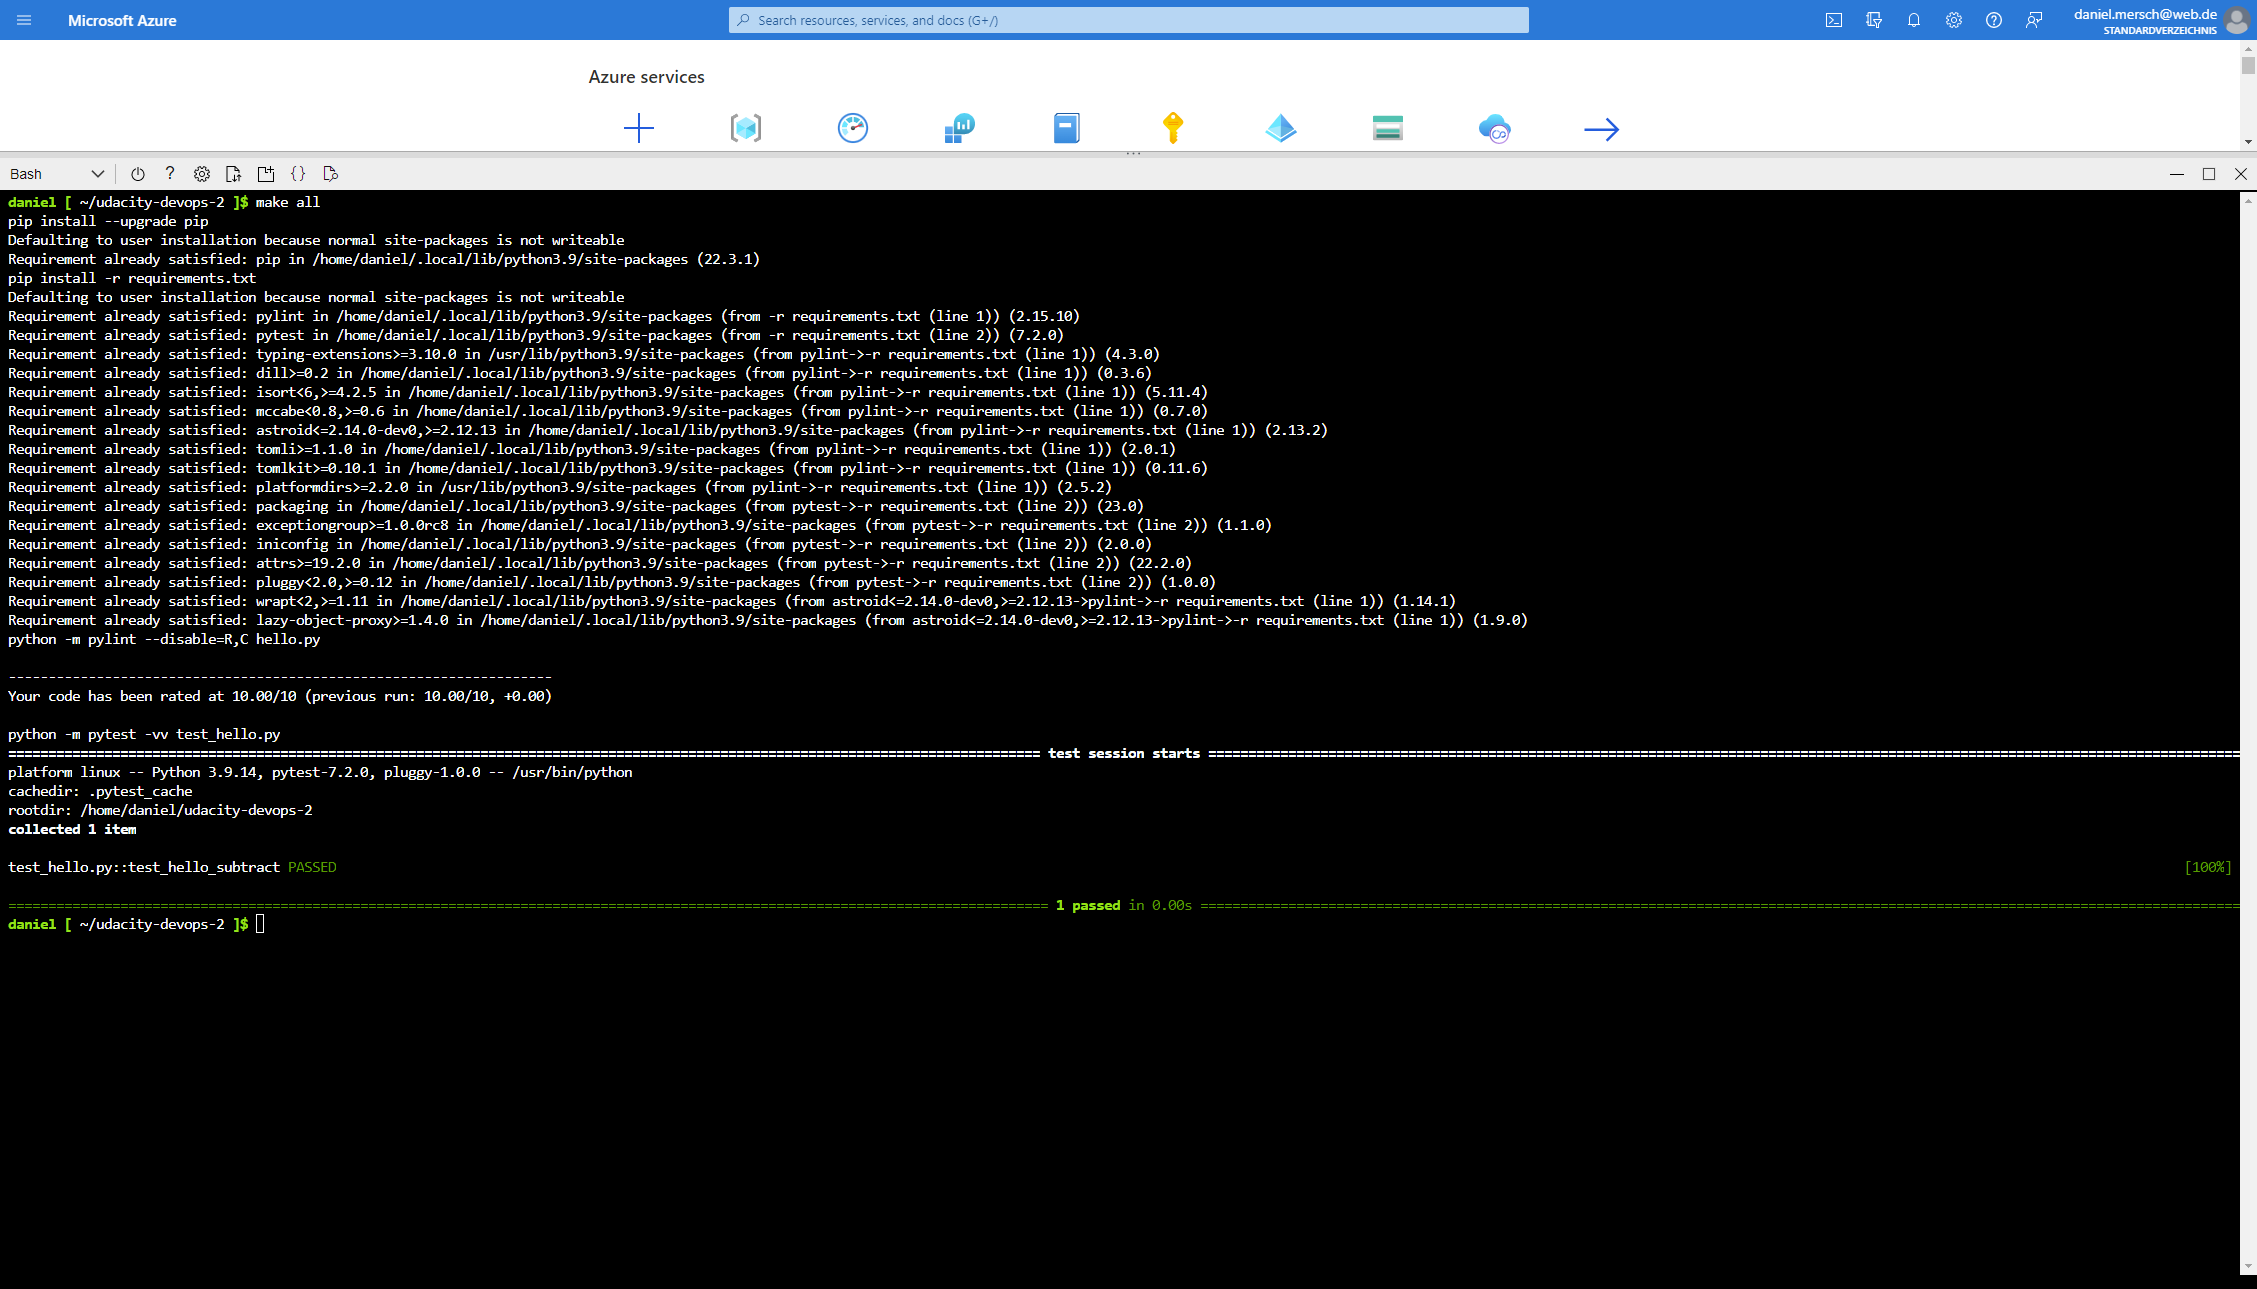 Microsoft Azure
Search resources, services, and docs (G+/)
daniel.mersch@web.de
STANDARDVERZEICHNIS
Azure services
Bash
daniel [ ~/udacity-devops-2 ]$ make all
pip install --upgrade pip
Defaulting to user installation because normal site-packages is not writeable
Requirement already satisfied: pip in /home/daniel/.local/lib/python3.9/site-packages (22.3.1)
pip install -r requirements.txt
Defaulting to user installation because normal site-packages is not writeable
Requirement already satisfied: pylint in /home/daniel/.local/lib/python3.9/site-packages (from -r requirements.txt (line 1)) (2.15.10)
Requirement already satisfied: pytest in /home/daniel/.local/lib/python3.9/site-packages (from -r requirements.txt (line 2)) (7.2.0)
Requirement already satisfied: typing-extensions>=3.10.0 in /usr/lib/python3.9/site-packages (from pylint->-r requirements.txt (line 1)) (4.3.0)
Requirement already satisfied: dill>=0.2 in /home/daniel/.local/lib/python3.9/site-packages (from pylint->-r requirements.txt (line 1)) (0.3.6)
Requirement already satisfied: isort<6,>=4.2.5 in /home/daniel/.local/lib/python3.9/site-packages (from pylint->-r requirements.txt (line 1)) (5.11.4)
Requirement already satisfied: mccabe<0.8,>=0.6 in /home/daniel/.local/lib/python3.9/site-packages (from pylint->-r requirements.txt (line 1)) (0.7.0)
Requirement already satisfied: astroid<=2.14.0-dev0,>=2.12.13 in /home/daniel/.local/lib/python3.9/site-packages (from pylint->-r requirements.txt (line 1)) (2.13.2)
Requirement already satisfied: tomli>=1.1.0 in /home/daniel/.local/lib/python3.9/site-packages (from pylint->-r requirements.txt (line 1)) (2.0.1)
Requirement already satisfied: tomlkit>=0.10.1 in /home/daniel/.local/lib/python3.9/site-packages (from pylint->-r requirements.txt (line 1)) (0.11.6)
Requirement already satisfied: platformdirs>=2.2.0 in /usr/lib/python3.9/site-packages (from pylint->-r requirements.txt (line 1)) (2.5.2)
Requirement already satisfied: packaging in /home/daniel/.local/lib/python3.9/site-packages (from pytest->-r requirements.txt (line 2)) (23.0)
Requirement already satisfied: exceptiongroup>=1.0.0rc8 in /home/daniel/.local/lib/python3.9/site-packages (from pytest->-r requirements.txt (line 2)) (1.1.0)
Requirement already satisfied: iniconfig in /home/daniel/.local/lib/python3.9/site-packages (from pytest->-r requirements.txt (line 2)) (2.0.0)
Requirement already satisfied: attrs>=19.2.0 in /home/daniel/.local/lib/python3.9/site-packages (from pytest->-r requirements.txt (line 2)) (22.2.0)
Requirement already satisfied: pluggy<2.0,>=0.12 in /home/daniel/.local/lib/python3.9/site-packages (from pytest->-r requirements.txt (line 2)) (1.0.0)
Requirement already satisfied: wrapt<2,>=1.11 in /home/daniel/.local/lib/python3.9/site-packages (from astroid<=2.14.0-dev0,>=2.12.13->pylint->-r requirements.txt (line 1)) (1.14.1)
Requirement already satisfied: lazy-object-proxy>=1.4.0 in /home/daniel/.local/lib/python3.9/site-packages (from astroid<=2.14.0-dev0,>=2.12.13->pylint->-r requirements.txt (line 1)) (1.9.0)
python -m pylint --disable=R,C hello.py
--------------------------------------------------------------------
Your code has been rated at 10.00/10 (previous run: 10.00/10, +0.00)
python -m pytest -vv test_hello.py
================ test session starts ================
platform linux -- Python 3.9.14, pytest-7.2.0, pluggy-1.0.0 -- /usr/bin/python
cachedir: .pytest_cache
rootdir: /home/daniel/udacity-devops-2
collected 1 item
test_hello.py::test_hello_subtract PASSED [100%]
================ 1 passed in 0.00s ================
daniel [ ~/udacity-devops-2 ]$